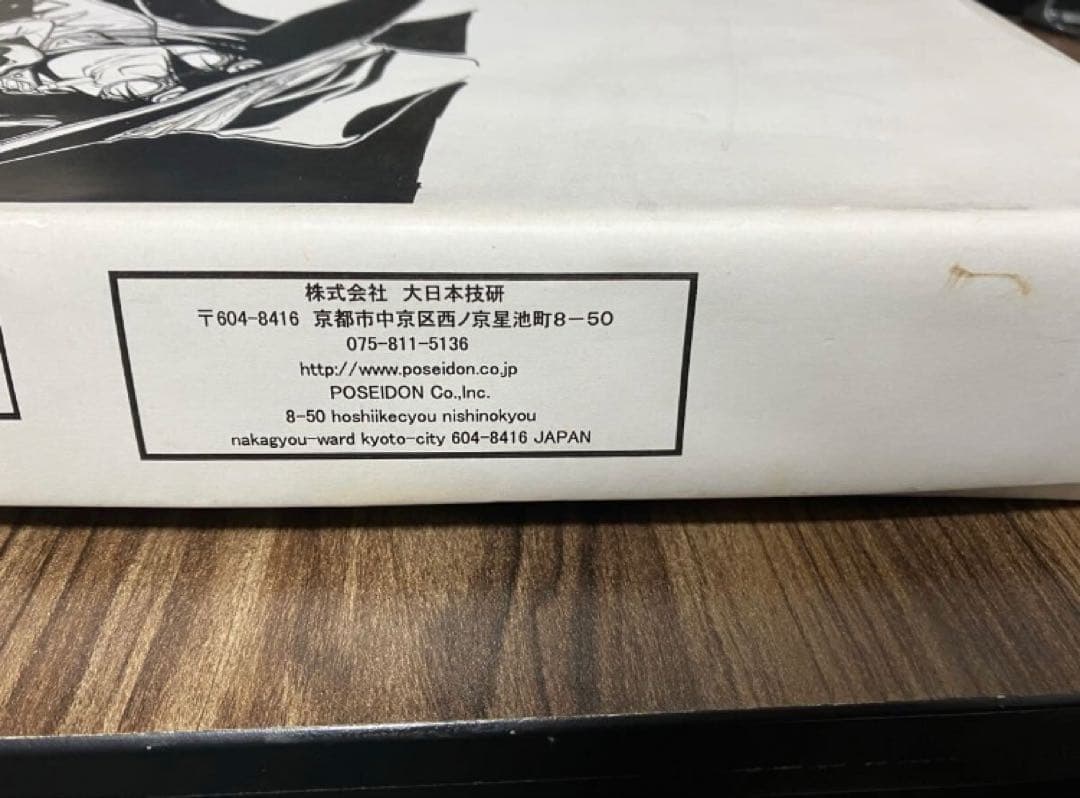 株式会社 大日本技研
〒604-8416 京都市中京区西ノ京星池町8－50
075-811-5136
http://www.poseidon.co.jp
POSEIDON Co.,Inc.
8-50 hoshiikecyou nishinokyou
nakagyou-ward kyoto-city 604-8416 JAPAN